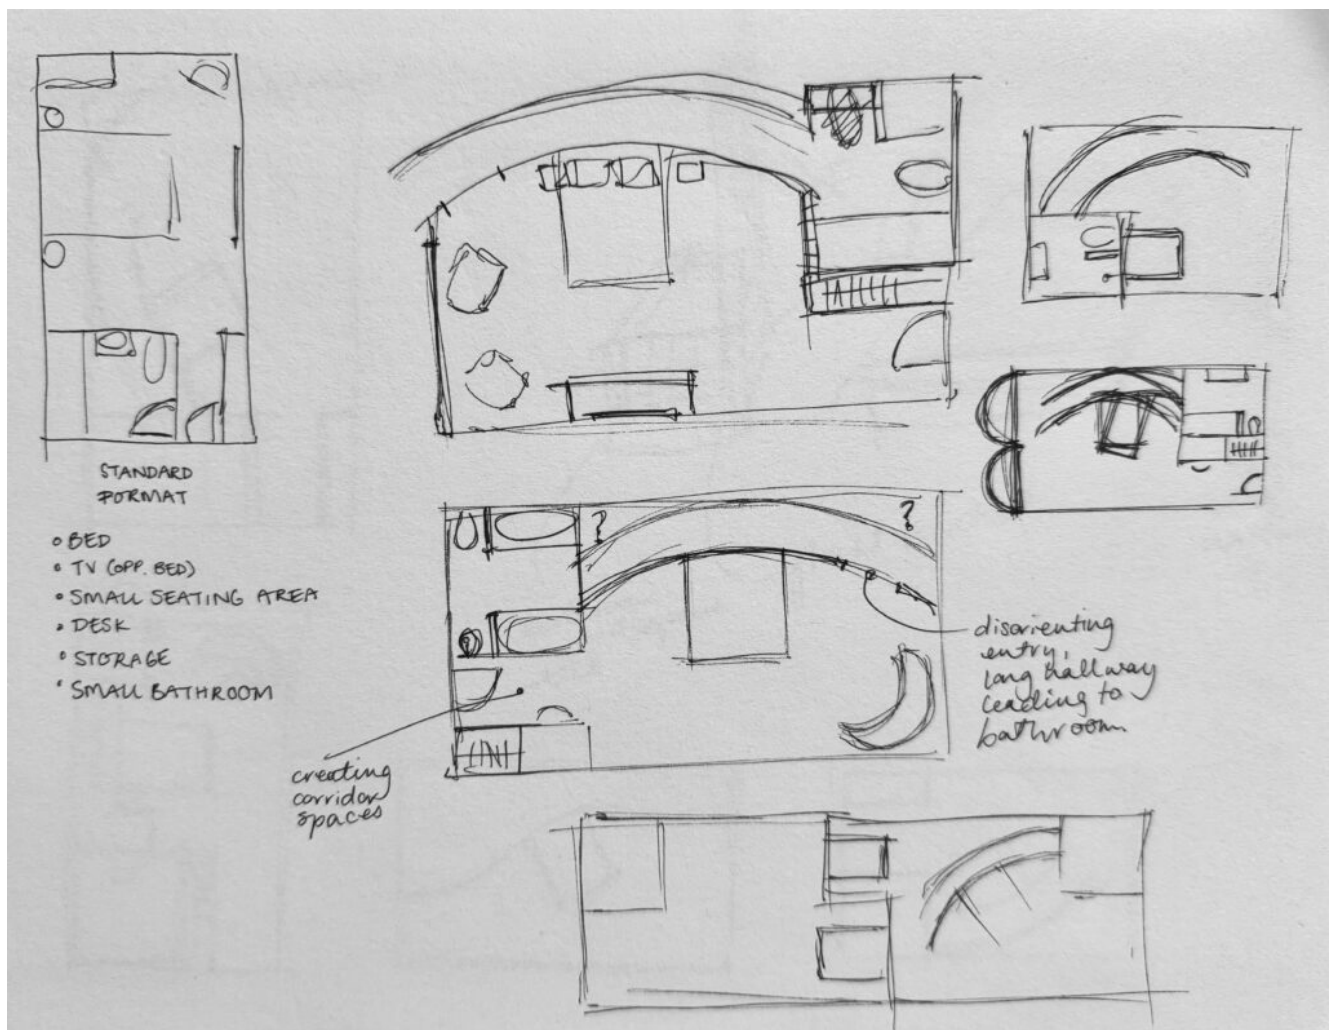 STANDARD
FORMAT
BED
TV (OPP. BED)
SMALL SEATING AREA
DESK
STORAGE
SMALL BATHROOM
?
?
disorienting
entry,
long hallway
leading to
bathroom.
creating
corridor
spaces